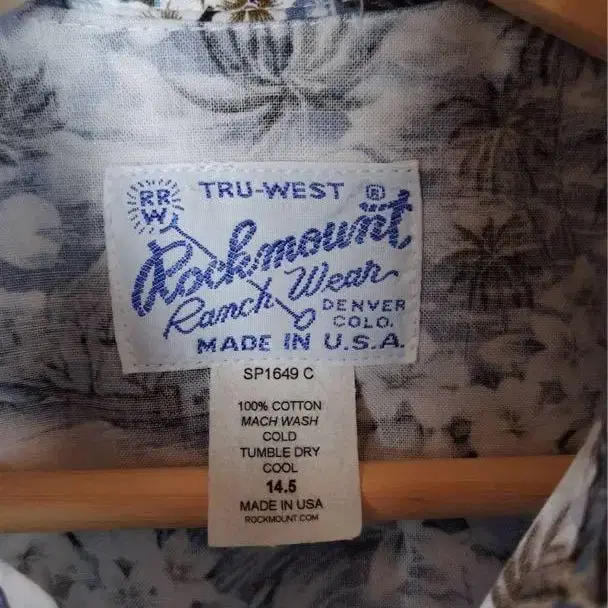 RR
W
TRU-WEST ®
Rockmount
Ranch Wear
DENVER
COLO.
MADE IN U.S.A.
SP1649 C
100% COTTON
MACH WASH
COLD
TUMBLE DRY
COOL
14.5
MADE IN USA
ROCKMOUNT.COM